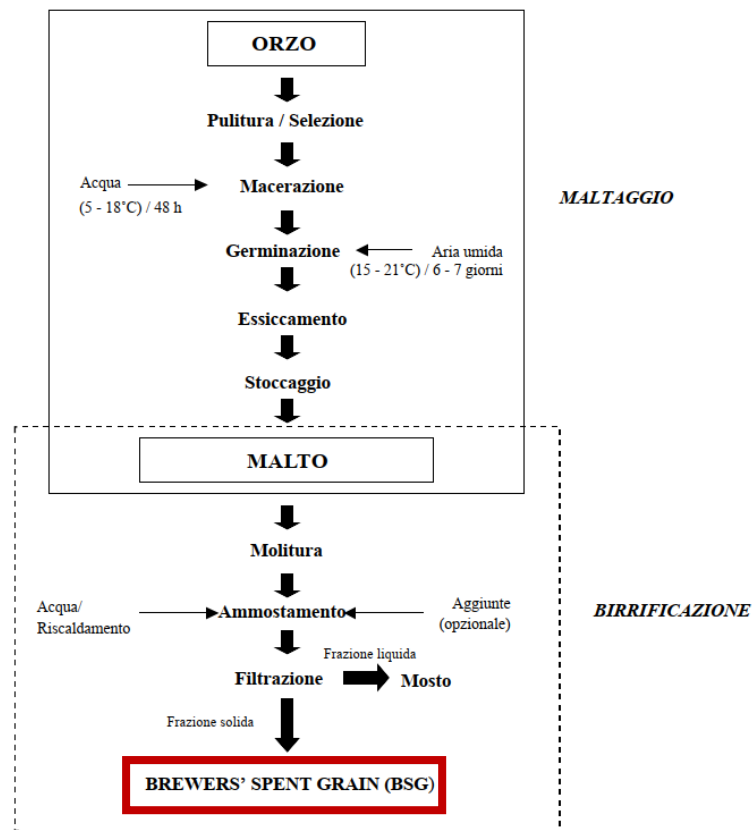 ORZO
Pulitura / Selezione
Acqua
(5 - 18˚C) / 48 h
Macerazione
MALTAGGIO
Germinazione
Aria umida
(15 - 21˚C) / 6 - 7 giorni
Essiccamento
Stoccaggio
MALTO
Molitura
Acqua/
Riscaldamento
Ammostamento
Aggiunte
(opzionale)
BIRRIFICAZIONE
Filtrazione
Frazione liquida
Mosto
Frazione solida
BREWERS’ SPENT GRAIN (BSG)